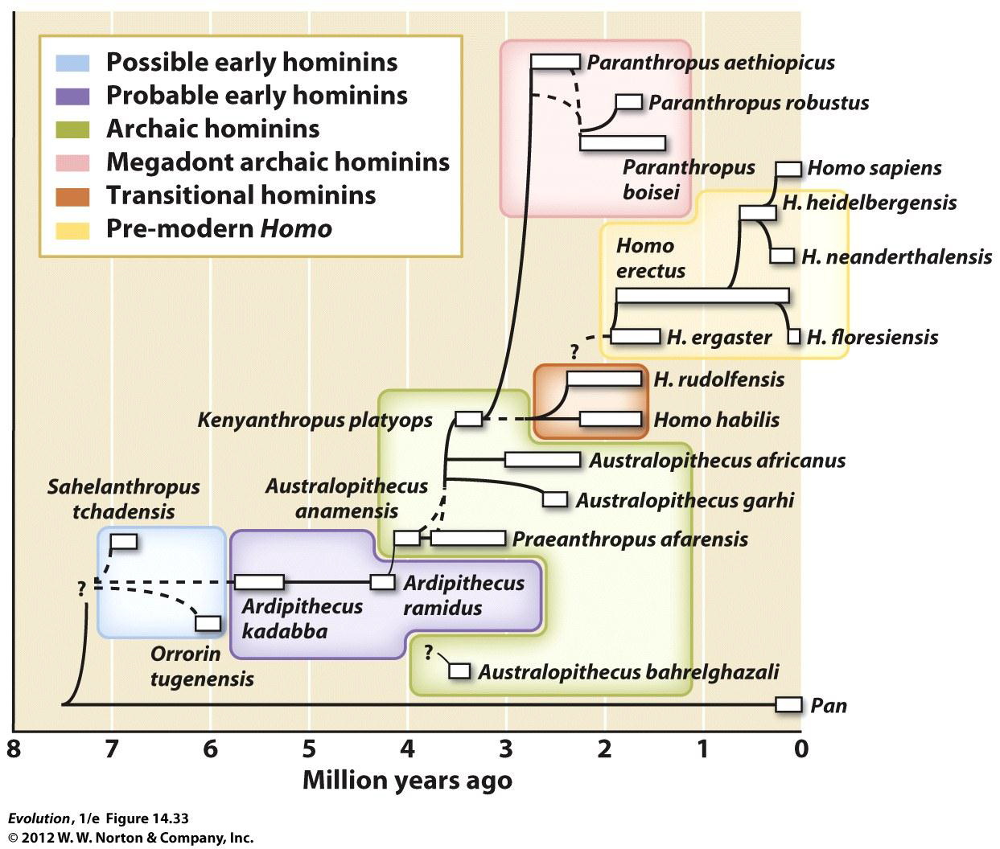 Possible early hominins
Probable early hominins
Archaic hominins
Megadont archaic hominins
Transitional hominins
Pre-modern Homo
Paranthropus aethiopicus
Paranthropus robustus
Paranthropus
boisei
Homo sapiens
H. heidelbergensis
Homo
erectus
H. neanderthalensis
H. ergaster
H. floresiensis
?
H. rudolfensis
Kenyanthropus platyops
Homo habilis
Australopithecus africanus
Sahelanthropus
tchadensis
Australopithecus
anamensis
Australopithecus garhi
Praeanthropus afarensis
?
Ardipithecus
kadabba
Ardipithecus
ramidus
Orrorin
tugenensis
?
Australopithecus bahrelghazali
Pan
8 7 6 5 4 3 2 1 0
Million years ago
Evolution, 1/e Figure 14.33
© 2012 W. W. Norton & Company, Inc.